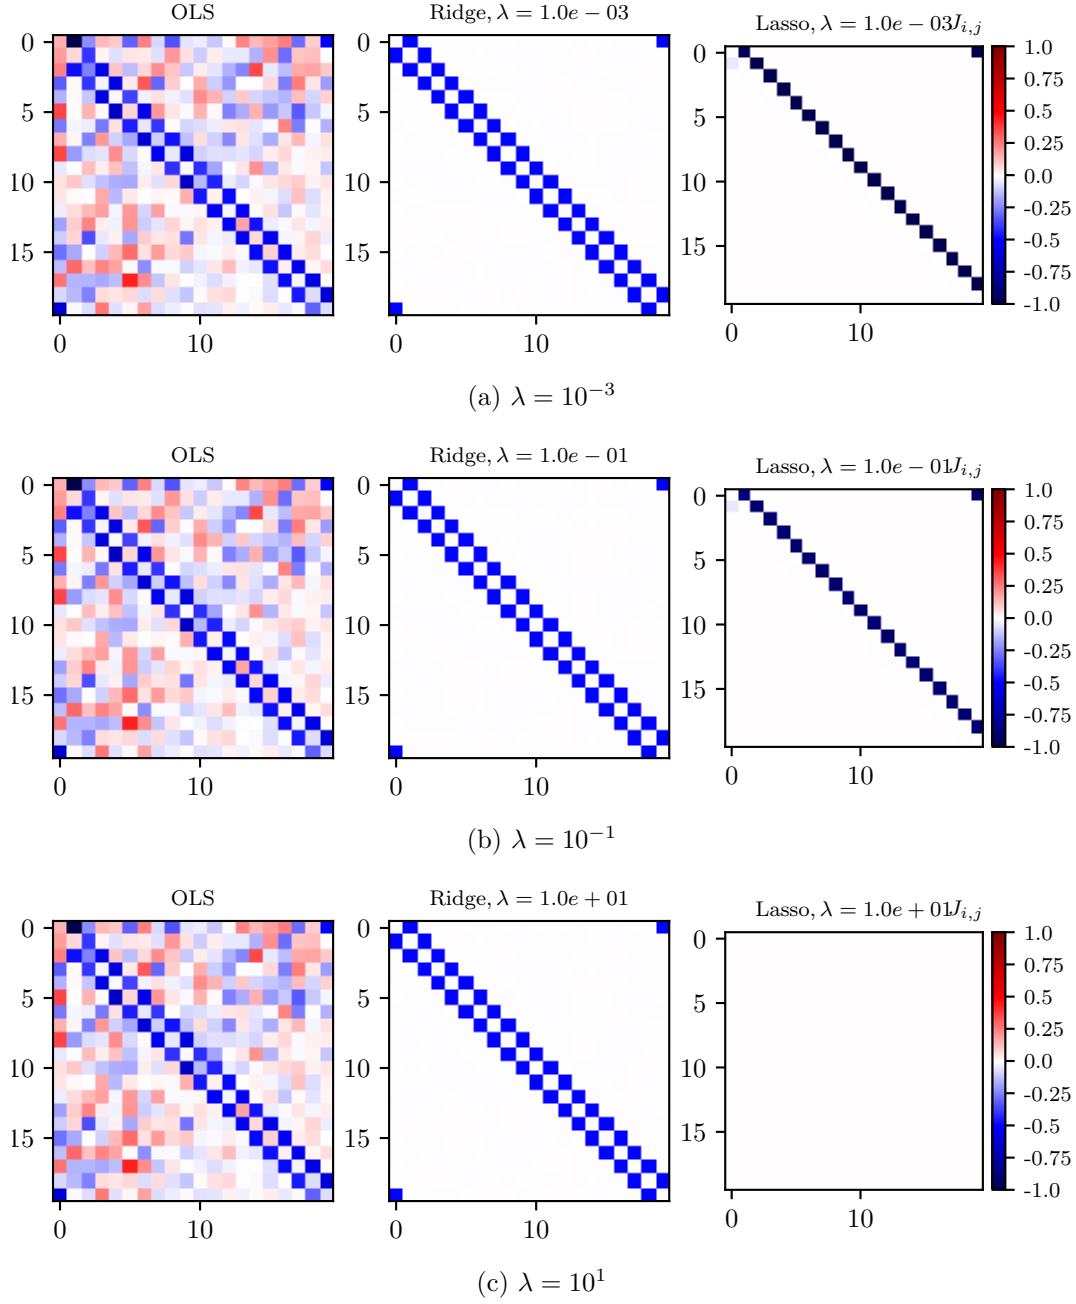 OLS Ridge, λ = 1.0e − 03 Lasso, λ = 1.0e − 03 J_{i,j}
0 0 0 1.0
0.75
5 5 5 0.5
0.25
10 10 10 0.0
-0.25
15 15 15 -0.5
-0.75
-1.0
0 10 0 10 0 10
(a) λ = 10⁻³
OLS Ridge, λ = 1.0e − 01 Lasso, λ = 1.0e − 01 J_{i,j}
0 0 0 1.0
0.75
5 5 5 0.5
0.25
10 10 10 0.0
-0.25
15 15 15 -0.5
-0.75
-1.0
0 10 0 10 0 10
(b) λ = 10⁻¹
OLS Ridge, λ = 1.0e + 01 Lasso, λ = 1.0e + 01 J_{i,j}
0 0 0 1.0
0.75
5 5 5 0.5
0.25
10 10 10 0.0
-0.25
15 15 15 -0.5
-0.75
-1.0
0 10 0 10 0 10
(c) λ = 10¹